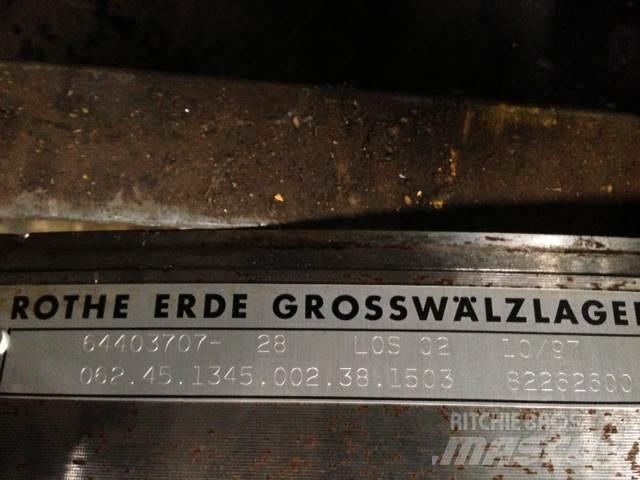 ROTHE ERDE GROSSWÄLZLAGER
64403707- 28 LOS 02 10/97
062.45.1345.002.38.1503 82262600
RITCHIE BROS
MASCUS